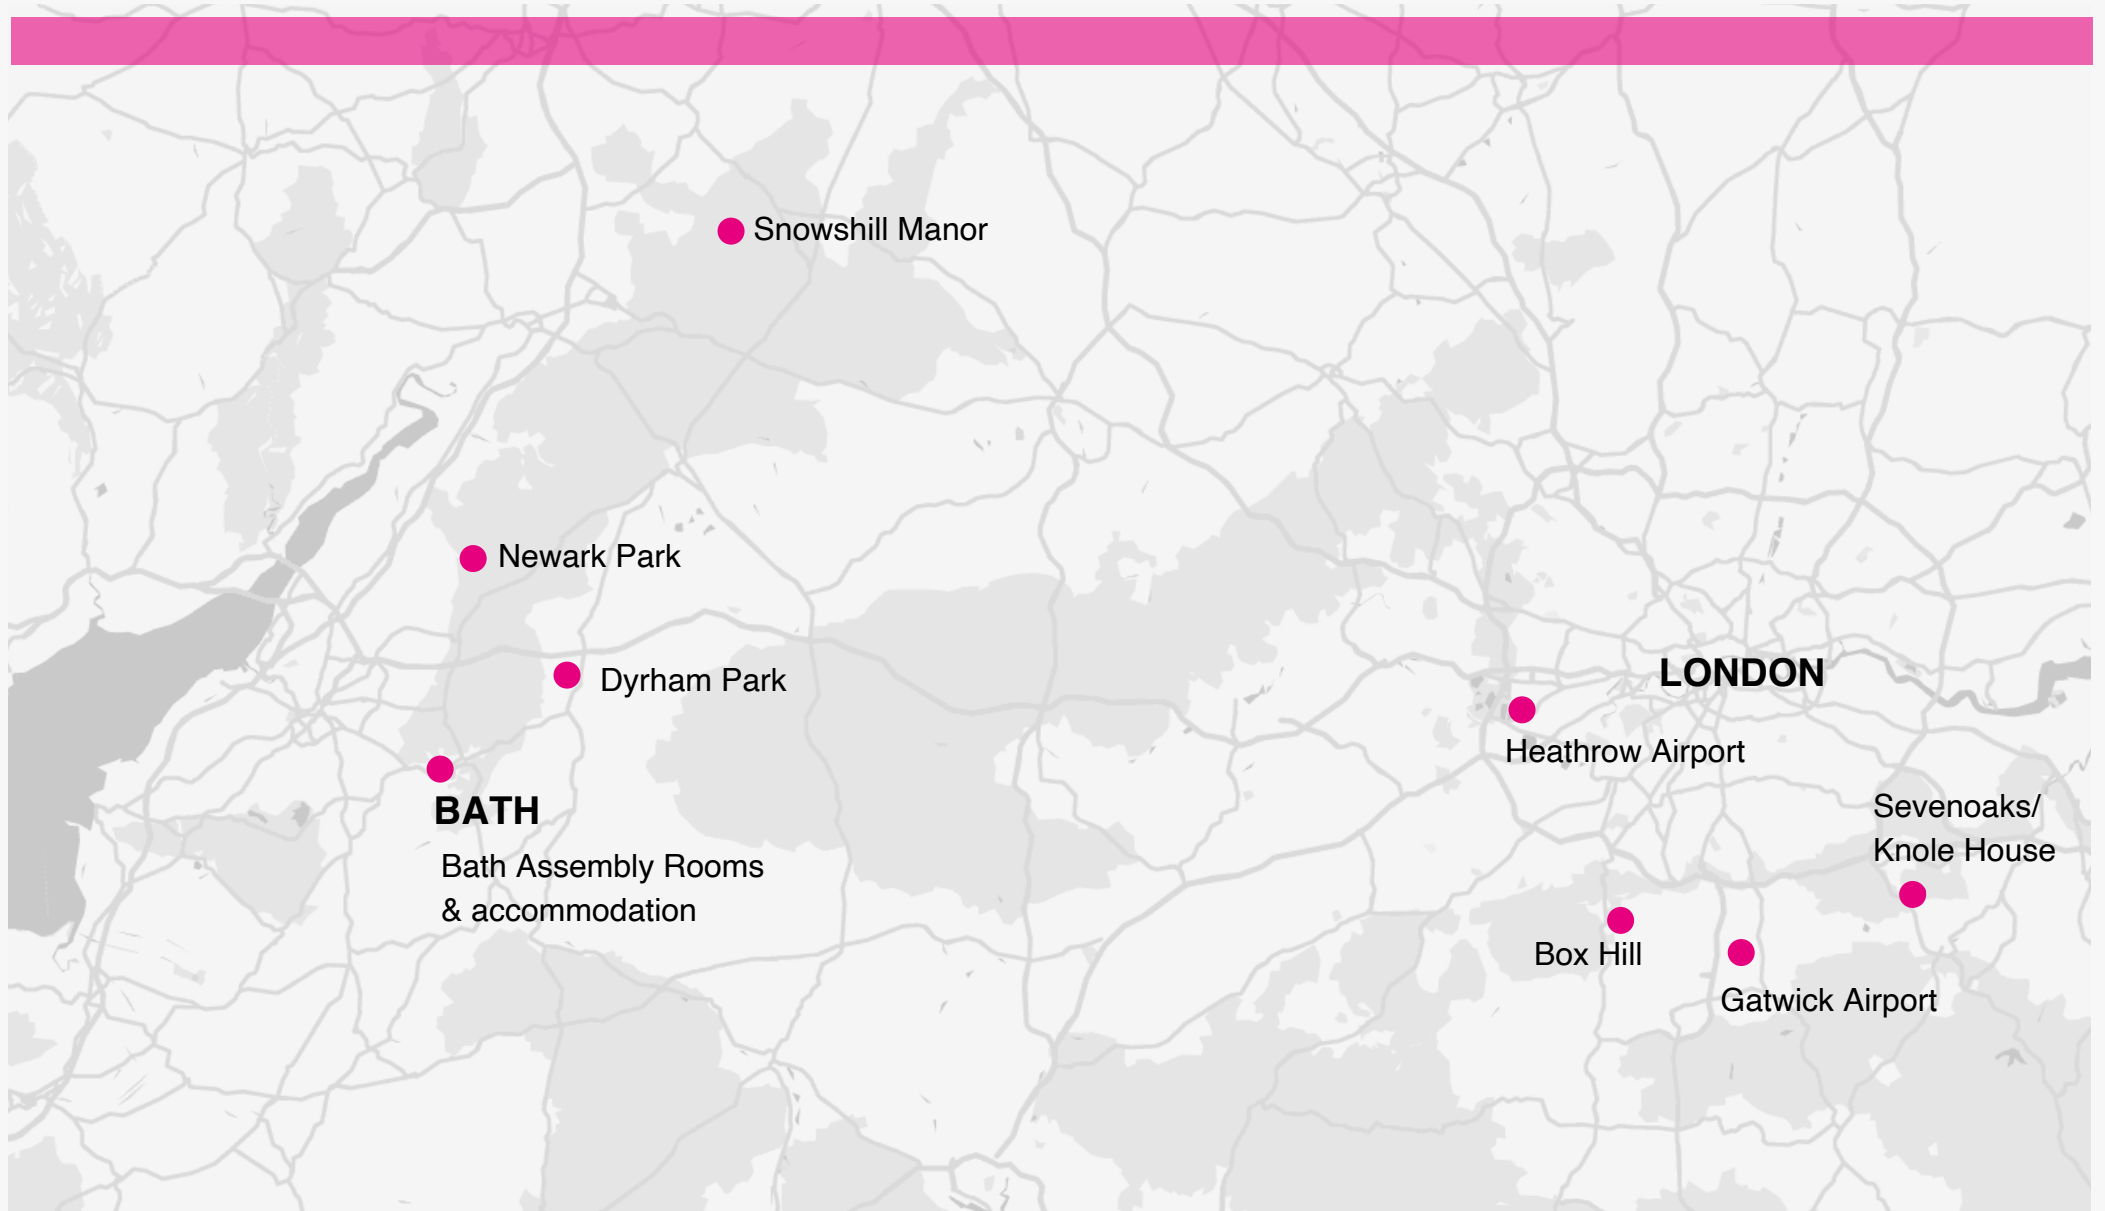 Snowshill Manor
Newark Park
Dyrham Park
LONDON
Heathrow Airport
BATH
Bath Assembly Rooms
& accommodation
Sevenoaks/
Knole House
Box Hill
Gatwick Airport